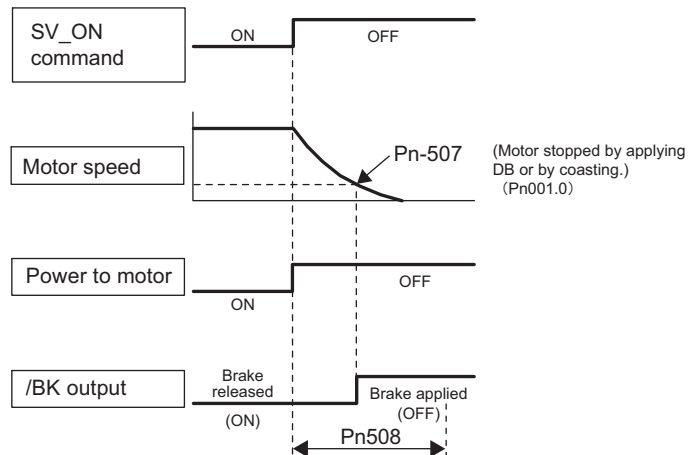 SV_ON
command
ON
OFF
Motor speed
Pn-507
(Motor stopped by applying
DB or by coasting.)
(Pn001.0)
Power to motor
ON
OFF
/BK output
Brake
released
(ON)
Brake applied
(OFF)
Pn508